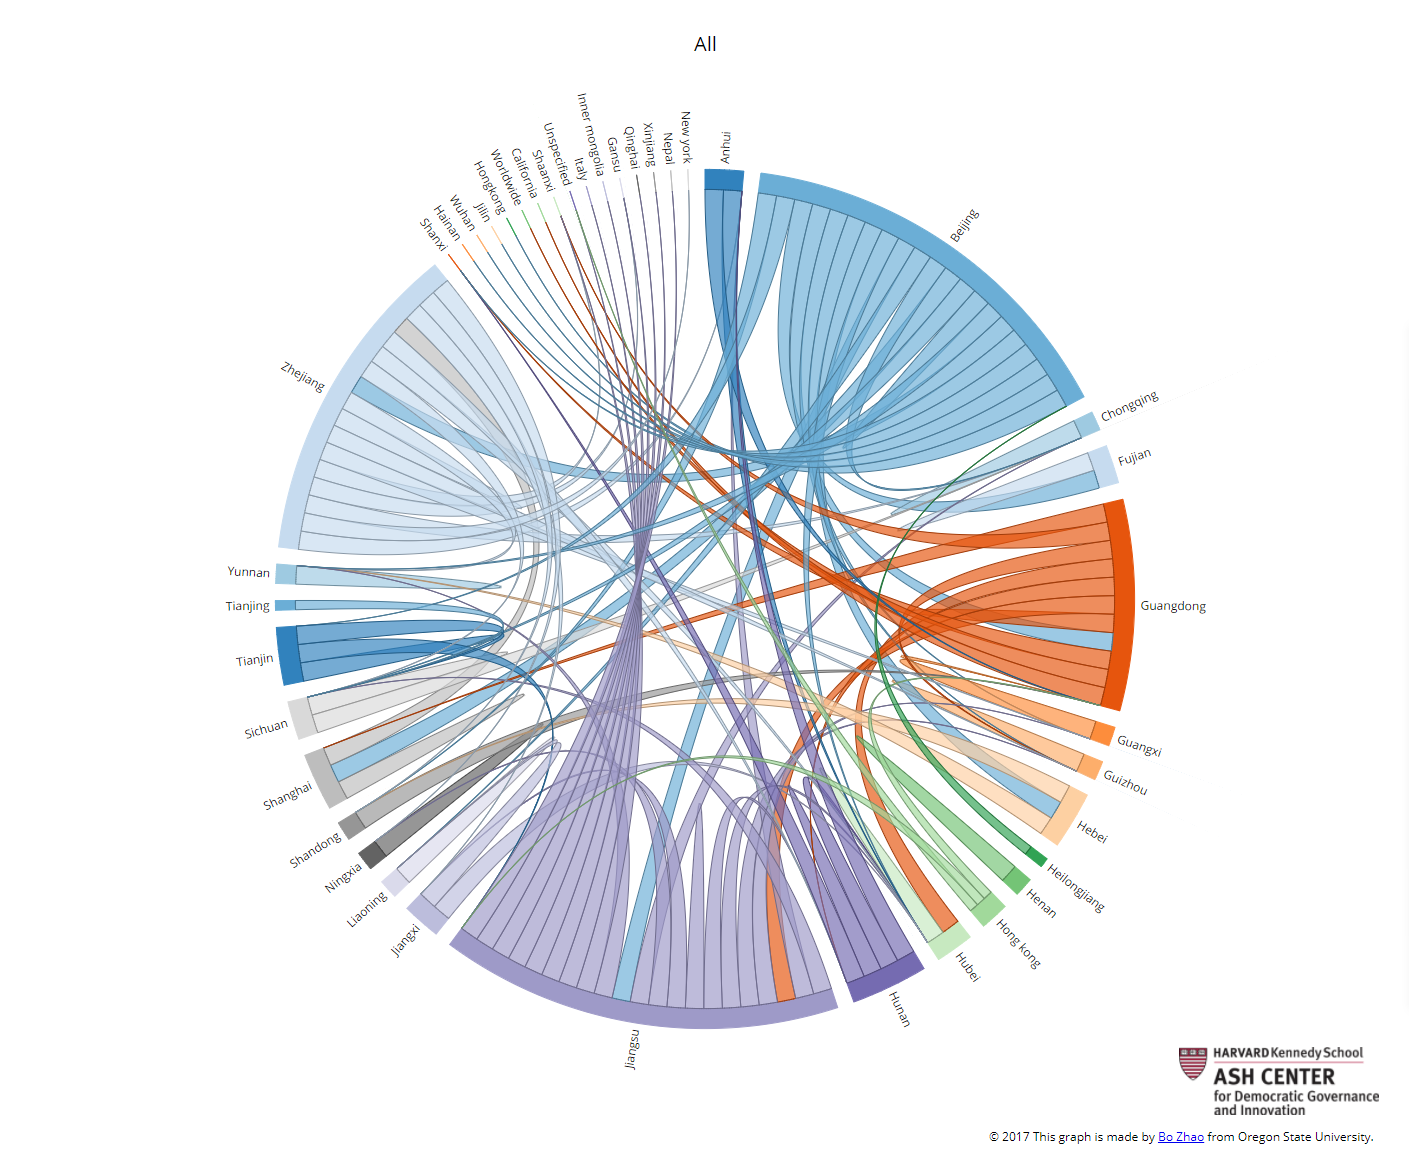 All
Anhui
Beijing
Chongqing
Fujian
Guangdong
Guangxi
Guizhou
Hebei
Heilongjiang
Henan
Hong kong
Hubei
Hunan
Jiangsu
Jiangxi
Liaoning
Ningxia
Shandong
Shanghai
Sichuan
Tianjin
Tianjing
Yunnan
Zhejiang
Shanxi
Hainan
Wuhan
Jilin
Hongkong
Worldwide
California
Shaanxi
Unspecified
Italy
Inner mongolia
Gansu
Qinghai
Xinjiang
Nepal
New york
HARVARD Kennedy School
ASH CENTER
for Democratic Governance
and Innovation
© 2017 This graph is made by Bo Zhao from Oregon State University.